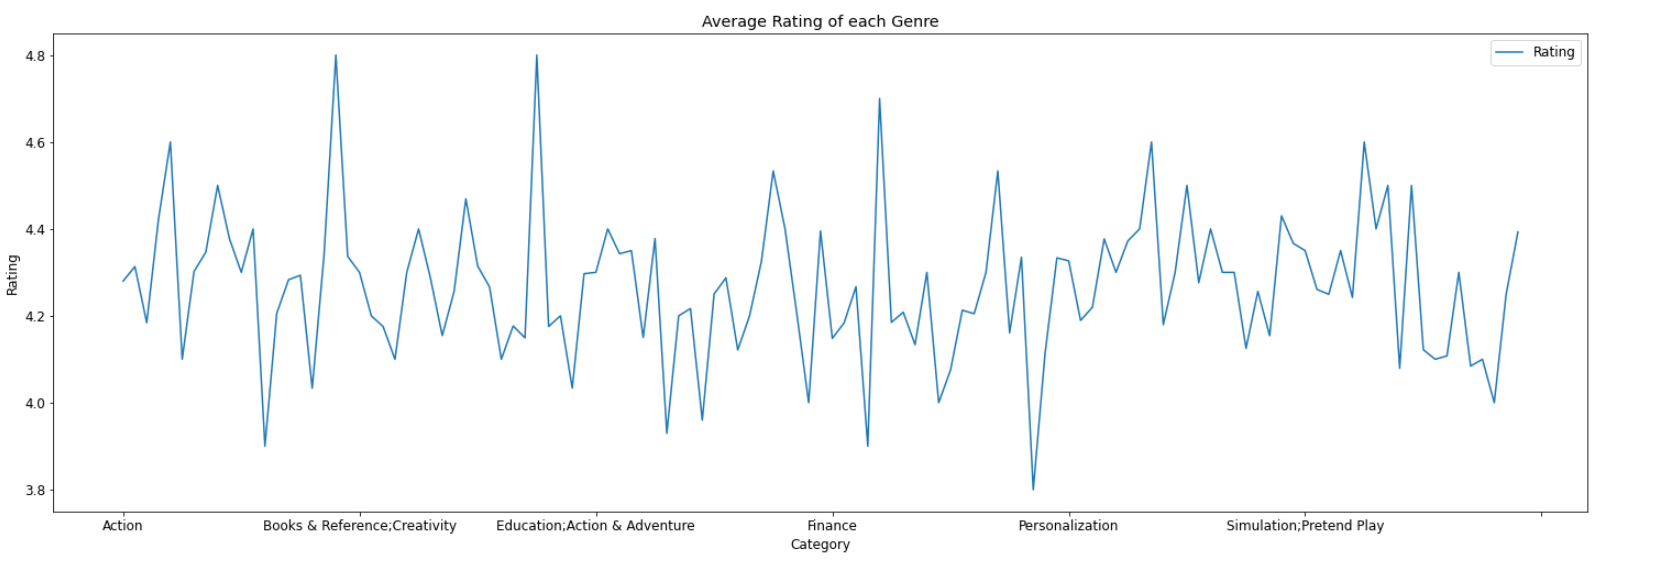 Average Rating of each Genre
Rating
4.8
4.6
4.4
4.2
4.0
3.8
Rating
Action
Books & Reference;Creativity
Education;Action & Adventure
Finance
Personalization
Simulation;Pretend Play
Category